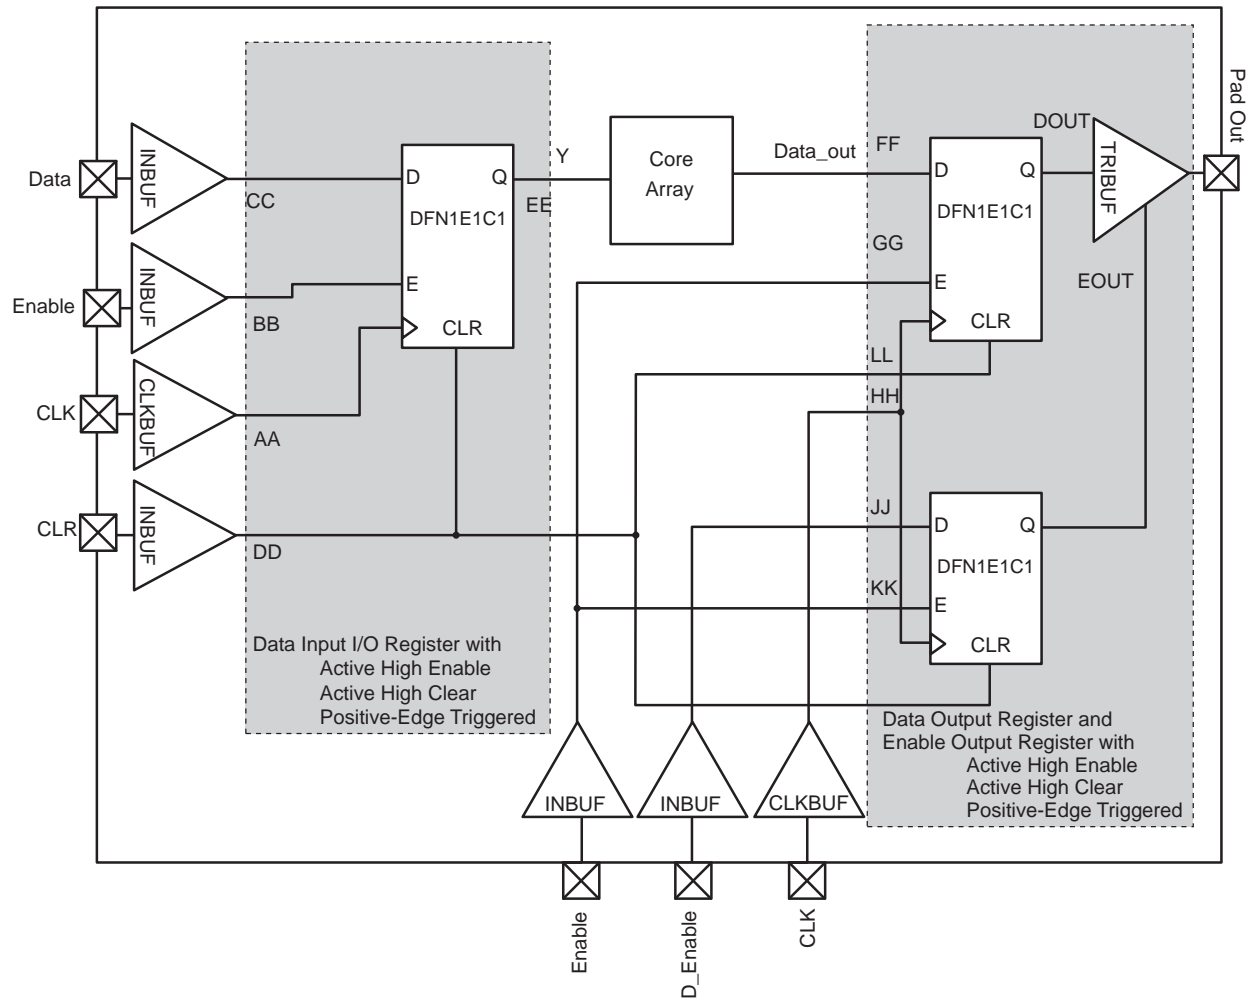 Data
INBUF
CC
D
Q
DFN1E1C1
E
CLR
Y
EE
Core
Array
Data_out
FF
GG
D
Q
DFN1E1C1
E
CLR
DOUT
TRIBUF
Pad Out
EOUT
Enable
INBUF
BB
CLK
CLKBUF
AA
CLR
INBUF
DD
LL
HH
JJ
KK
D
Q
DFN1E1C1
E
CLR
Data Input I/O Register with
Active High Enable
Active High Clear
Positive-Edge Triggered
Data Output Register and
Enable Output Register with
Active High Enable
Active High Clear
Positive-Edge Triggered
INBUF
INBUF
CLKBUF
Enable
D_Enable
CLK